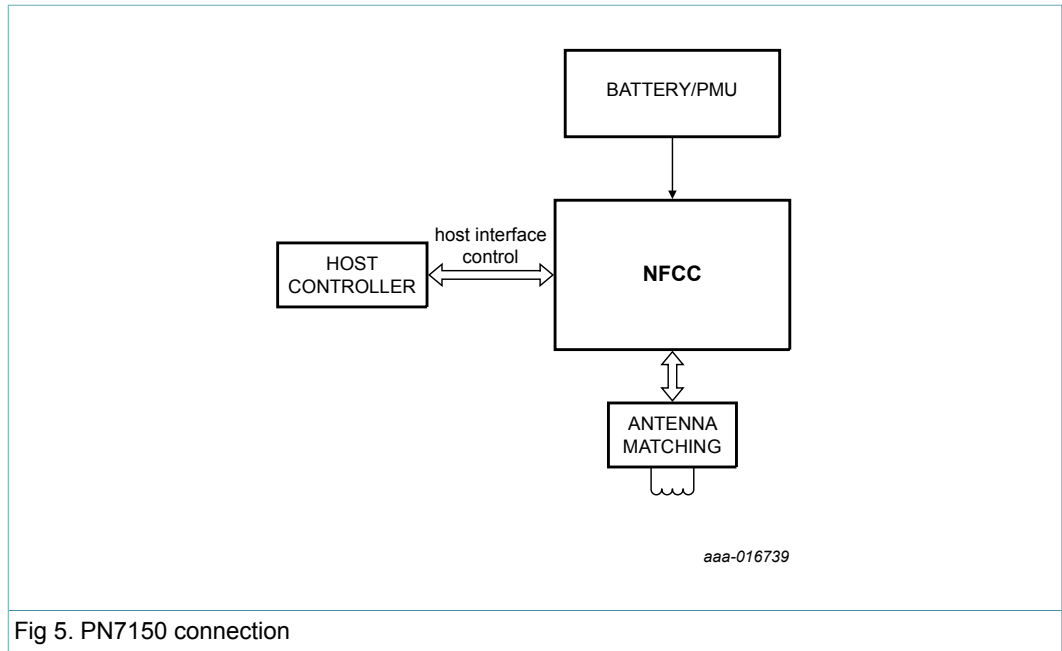 BATTERY/PMU
host interface
control
HOST
CONTROLLER
NFCC
ANTENNA
MATCHING
aaa-016739
Fig 5. PN7150 connection